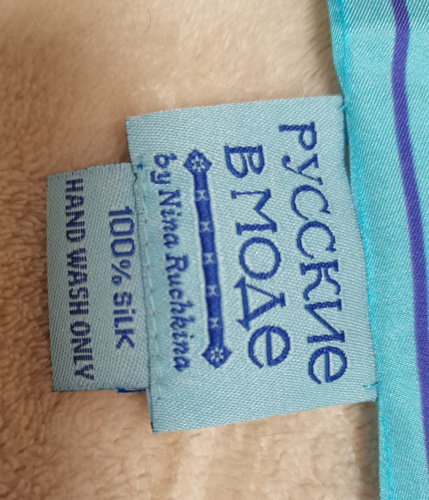 РУССКИЕ
В МОДЕ
by Nina Ruchkina
100% SILK
HAND WASH ONLY